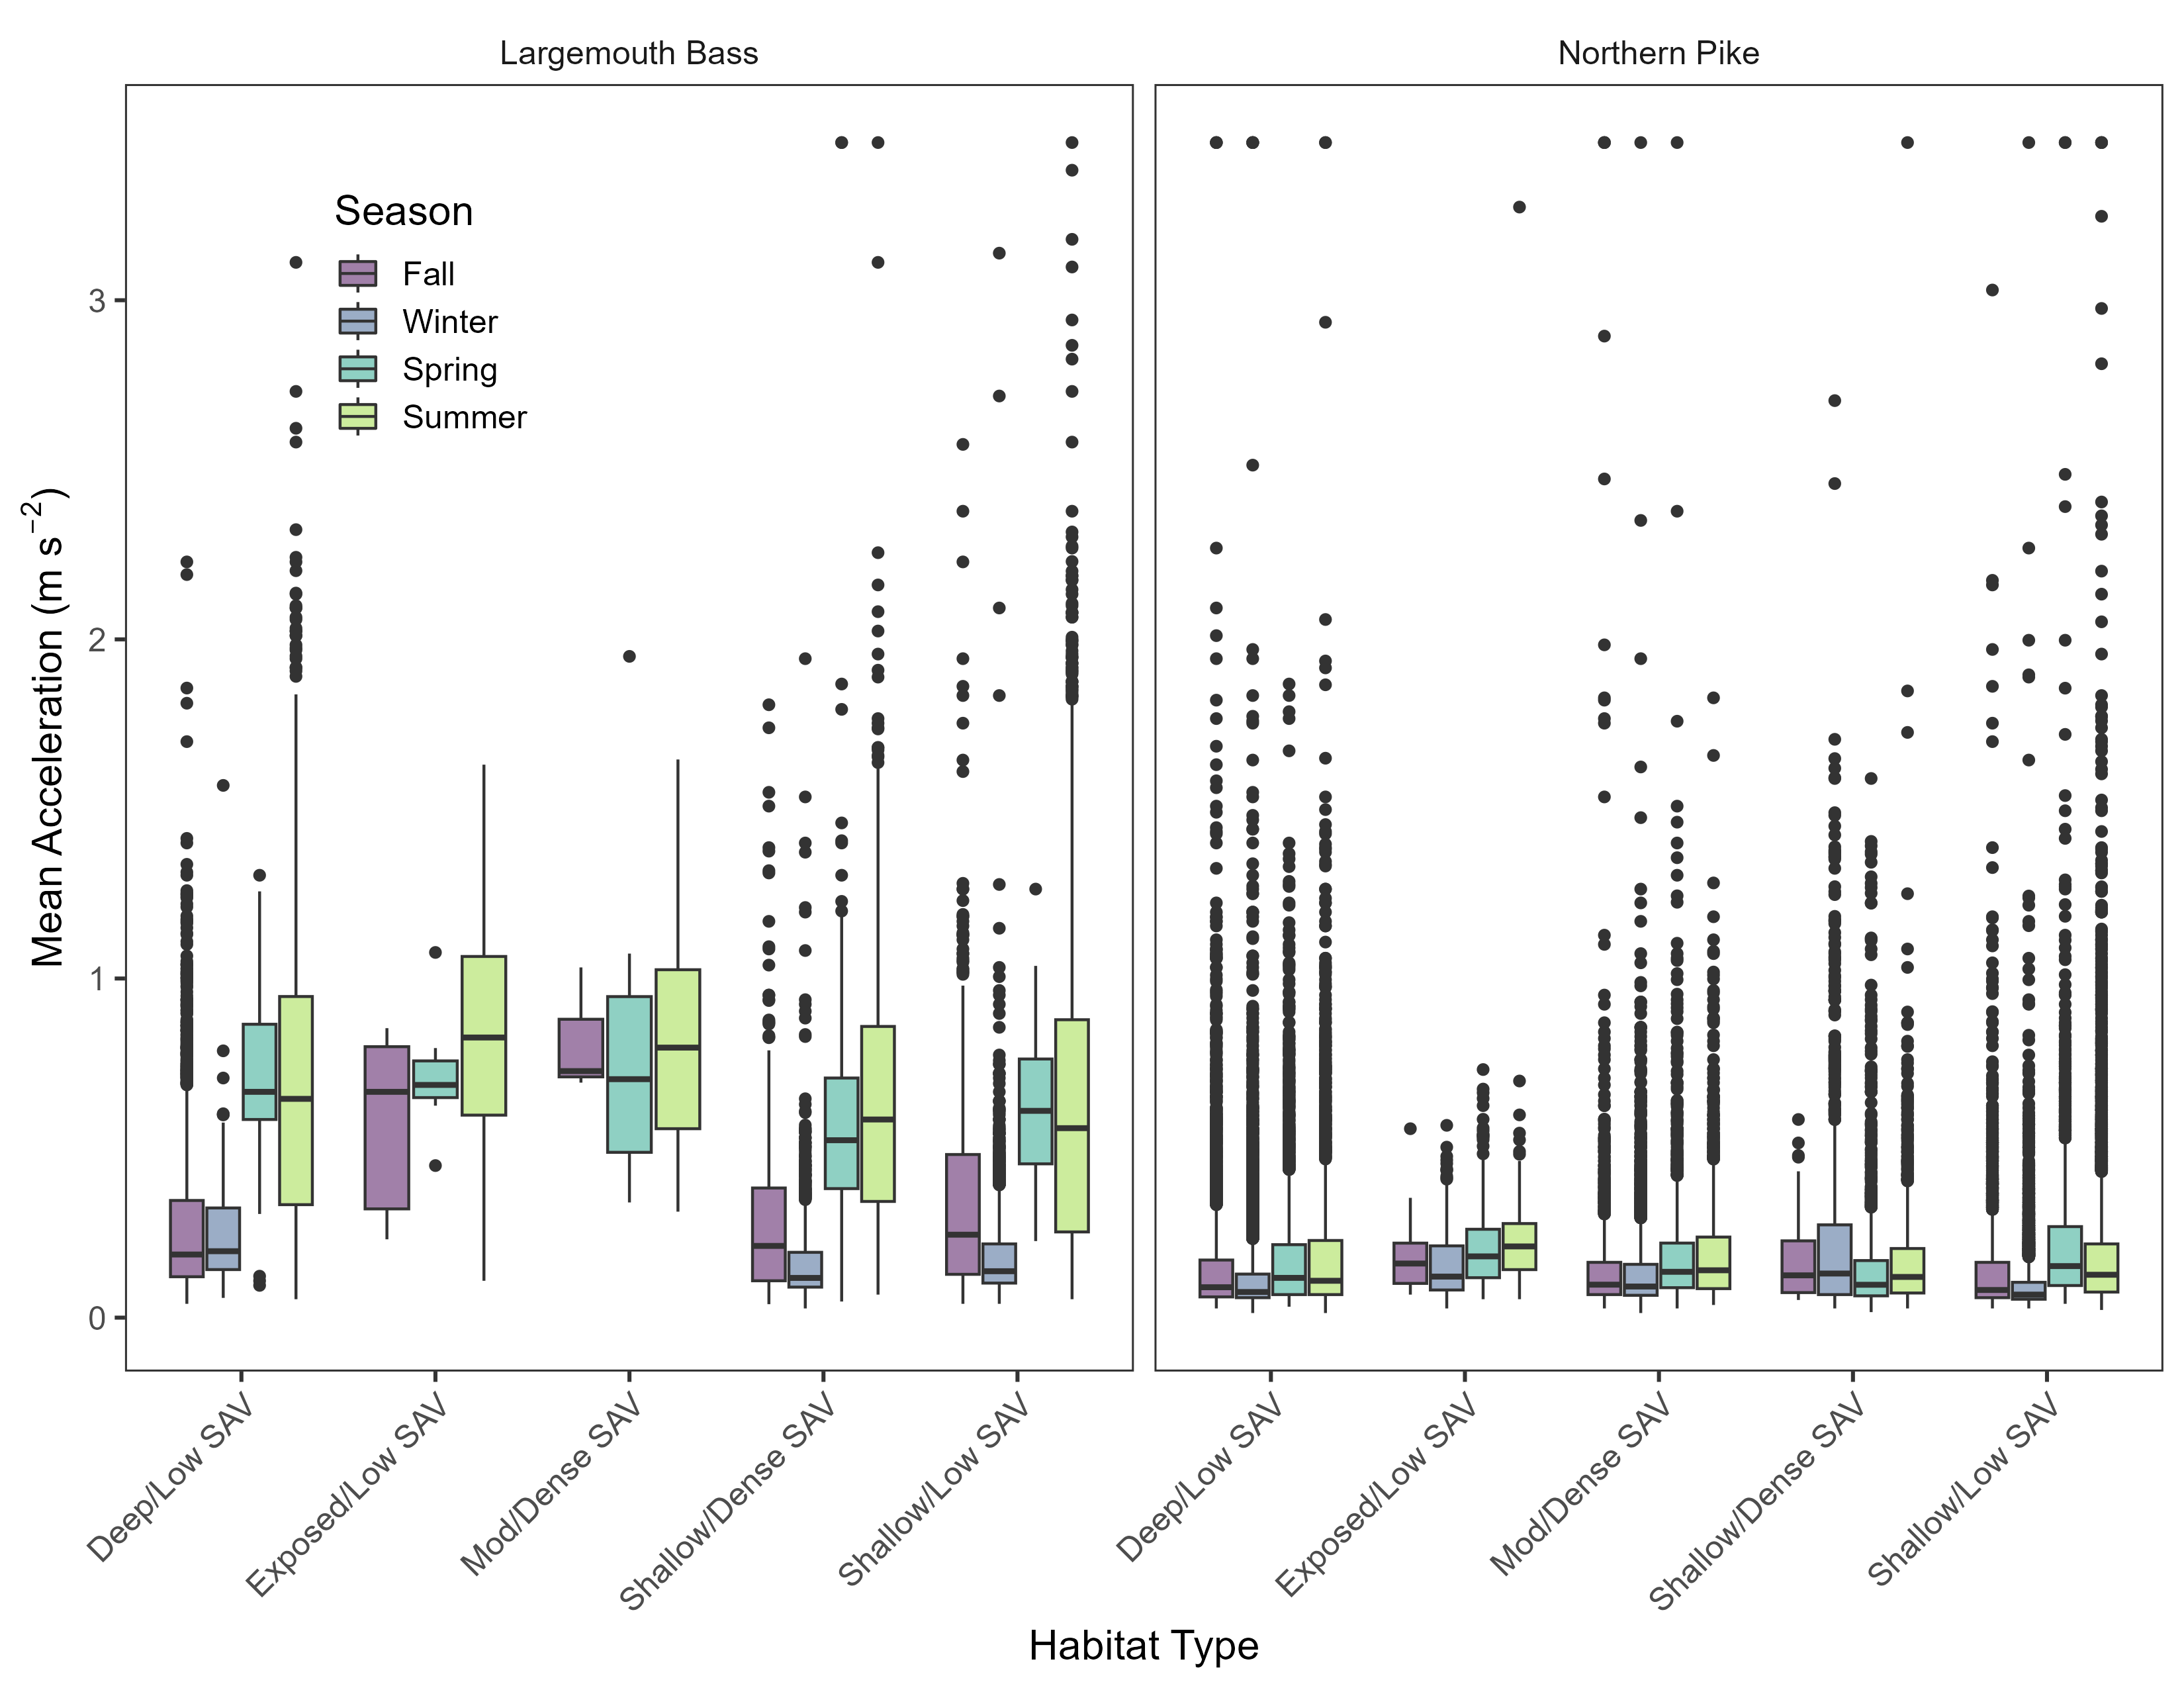 Largemouth Bass
Northern Pike
Season
Fall
Winter
Spring
Summer
Mean Acceleration (m s⁻²)
3
2
1
0
Deep/Low SAV
Exposed/Low SAV
Mod/Dense SAV
Shallow/Dense SAV
Shallow/Low SAV
Deep/Low SAV
Exposed/Low SAV
Mod/Dense SAV
Shallow/Dense SAV
Shallow/Low SAV
Habitat Type